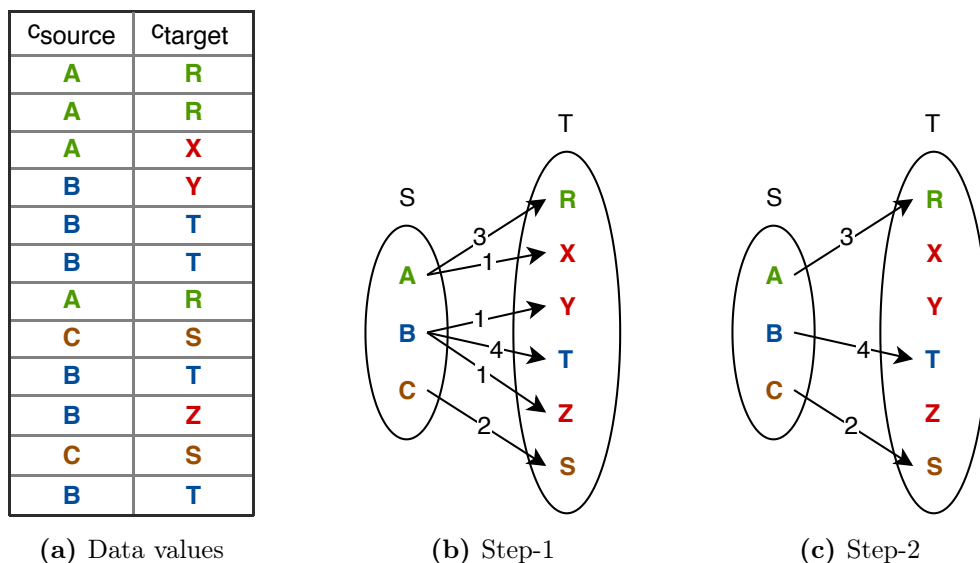 csource ctarget
A R
A R
A X
B Y
B T
B T
A R
C S
B T
B Z
C S
B T
(a) Data values
S
T
A
B
C
R
X
Y
T
Z
S
3
1
1
4
1
2
(b) Step-1
S
T
A
B
C
R
X
Y
T
Z
S
3
4
2
(c) Step-2